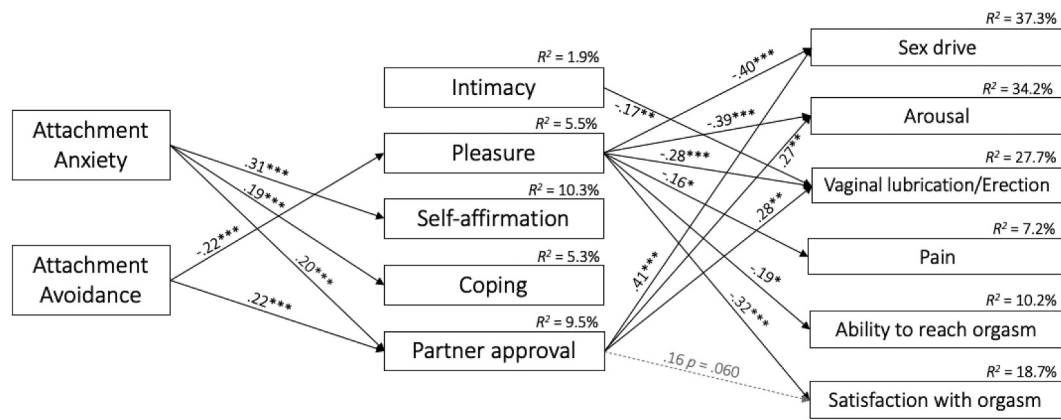 Attachment
Anxiety
Attachment
Avoidance
.31***
.19***
-.22***
.20***
.22***
R² = 1.9%
Intimacy
R² = 5.5%
Pleasure
R² = 10.3%
Self-affirmation
R² = 5.3%
Coping
R² = 9.5%
Partner approval
-.40***
-.17**
-.39***
.27**
-.28***
-.16*
.28**
.41***
-.19*
-.32***
.16 p = .060
R² = 37.3%
Sex drive
R² = 34.2%
Arousal
R² = 27.7%
Vaginal lubrication/Erection
R² = 7.2%
Pain
R² = 10.2%
Ability to reach orgasm
R² = 18.7%
Satisfaction with orgasm